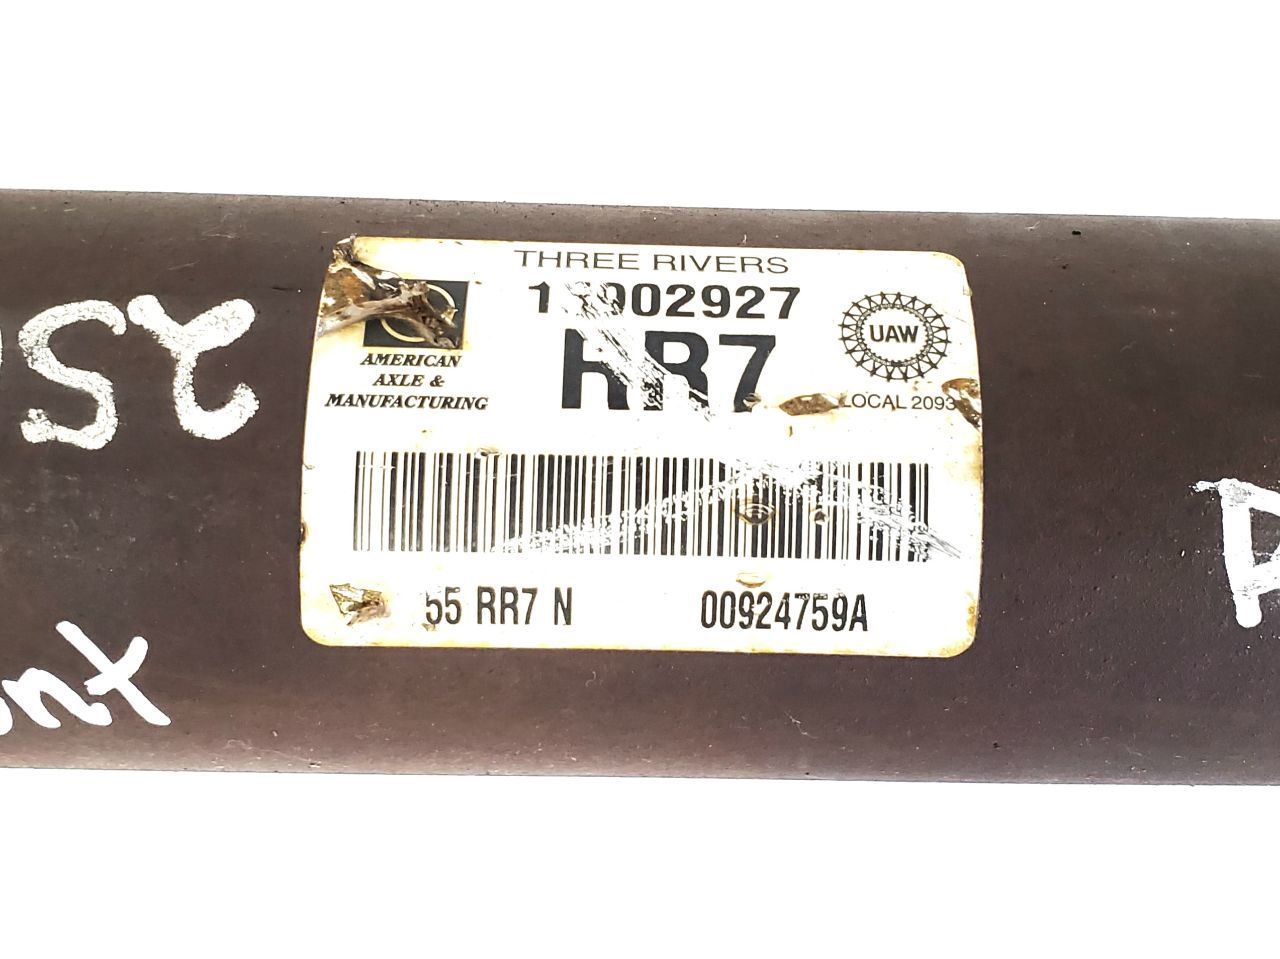 THREE RIVERS
AMERICAN
AXLE &
MANUFACTURING
RR7
UAW
LOCAL 2093
55 RR7 N
00924759A